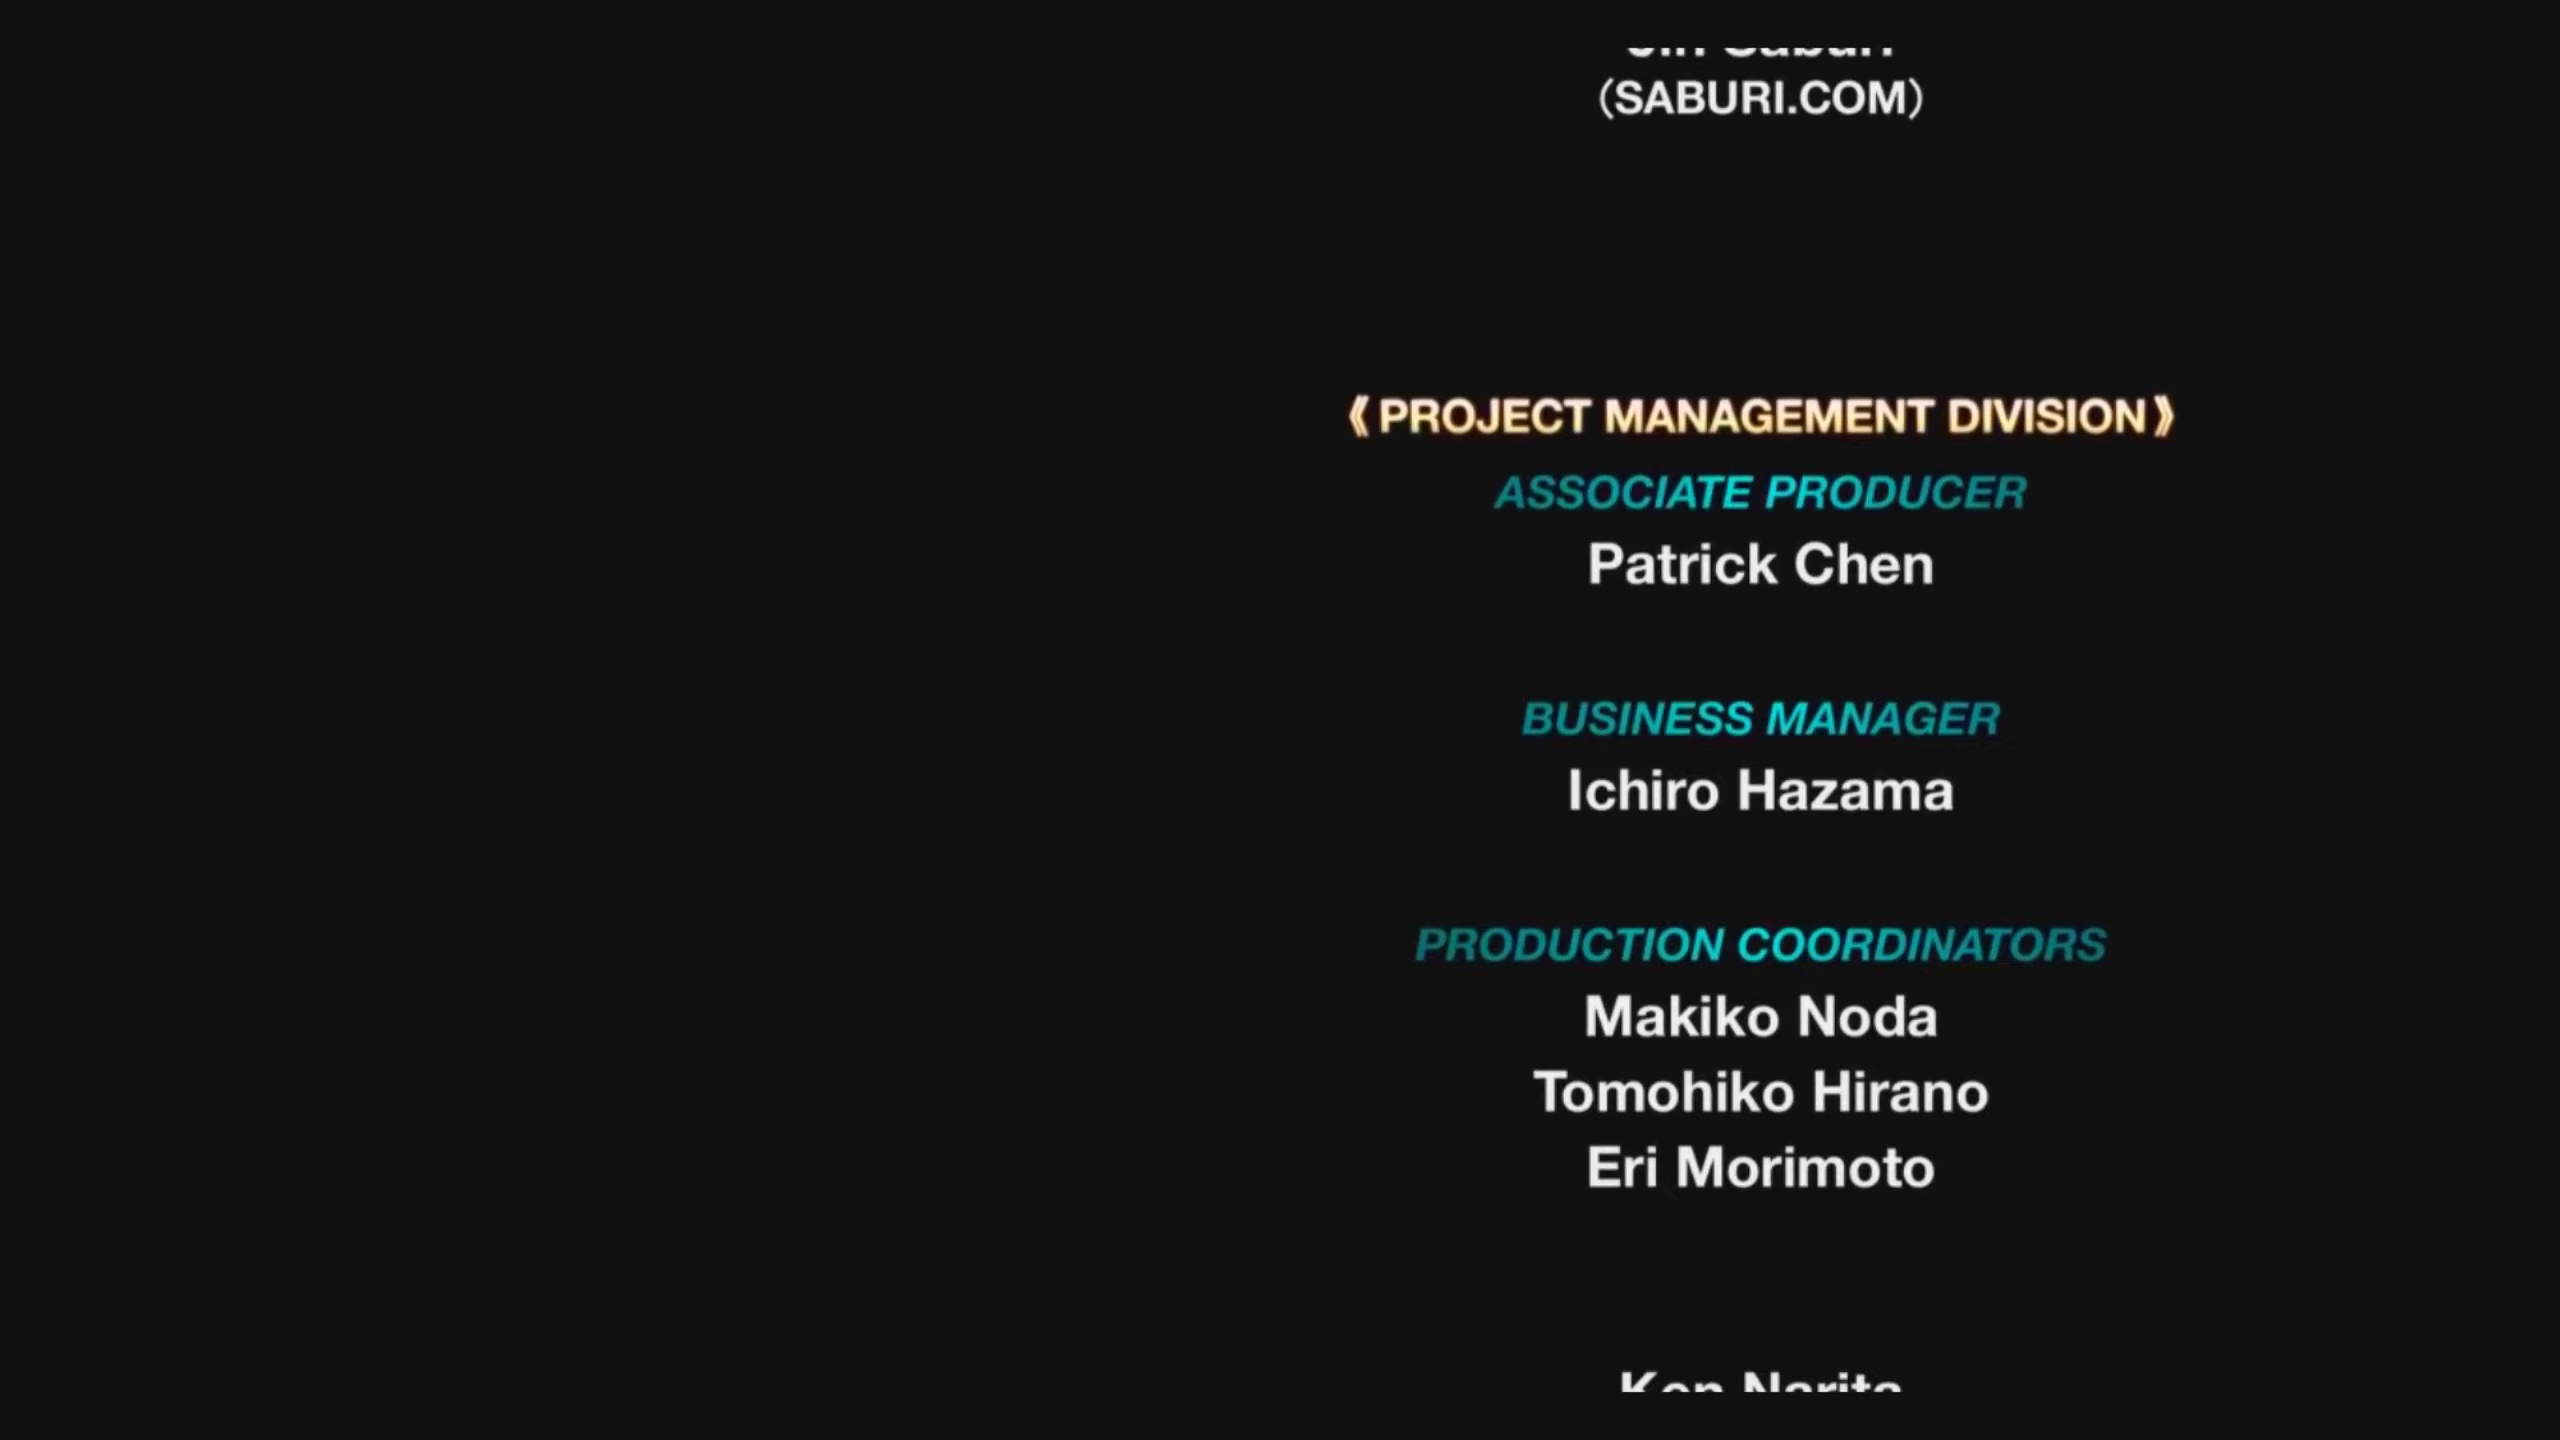 (SABURI.COM)
《PROJECT MANAGEMENT DIVISION》
ASSOCIATE PRODUCER
Patrick Chen
BUSINESS MANAGER
Ichiro Hazama
PRODUCTION COORDINATORS
Makiko Noda
Tomohiko Hirano
Eri Morimoto